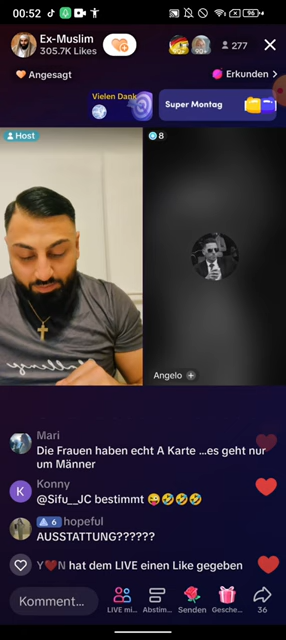 00:52
96
Ex-Muslim
305.7K Likes
277
Angesagt
Erkunden >
Vielen Dank
Super Montag
Host
8
Angelo +
Mari
Die Frauen haben echt A Karte ...es geht nur
um Männer
K
Konny
@Sifu__JC bestimmt 😜🤣🤣🤣
6 hopeful
AUSSTATTUNG??????
Y❤️N hat dem LIVE einen Like gegeben
Komment...
LIVE mi...
Abstim...
Senden
Gesche...
36